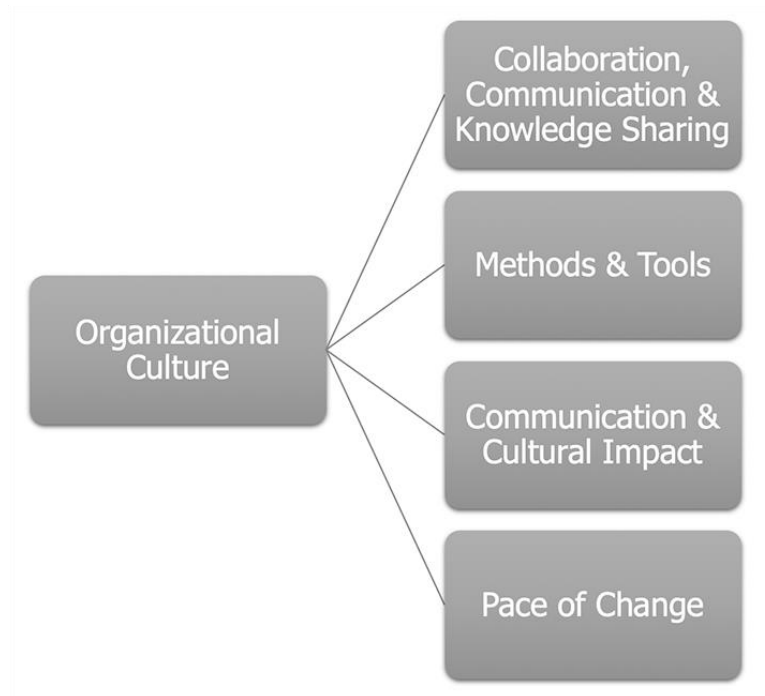 Collaboration,
Communication &
Knowledge Sharing
Methods & Tools
Organizational
Culture
Communication &
Cultural Impact
Pace of Change